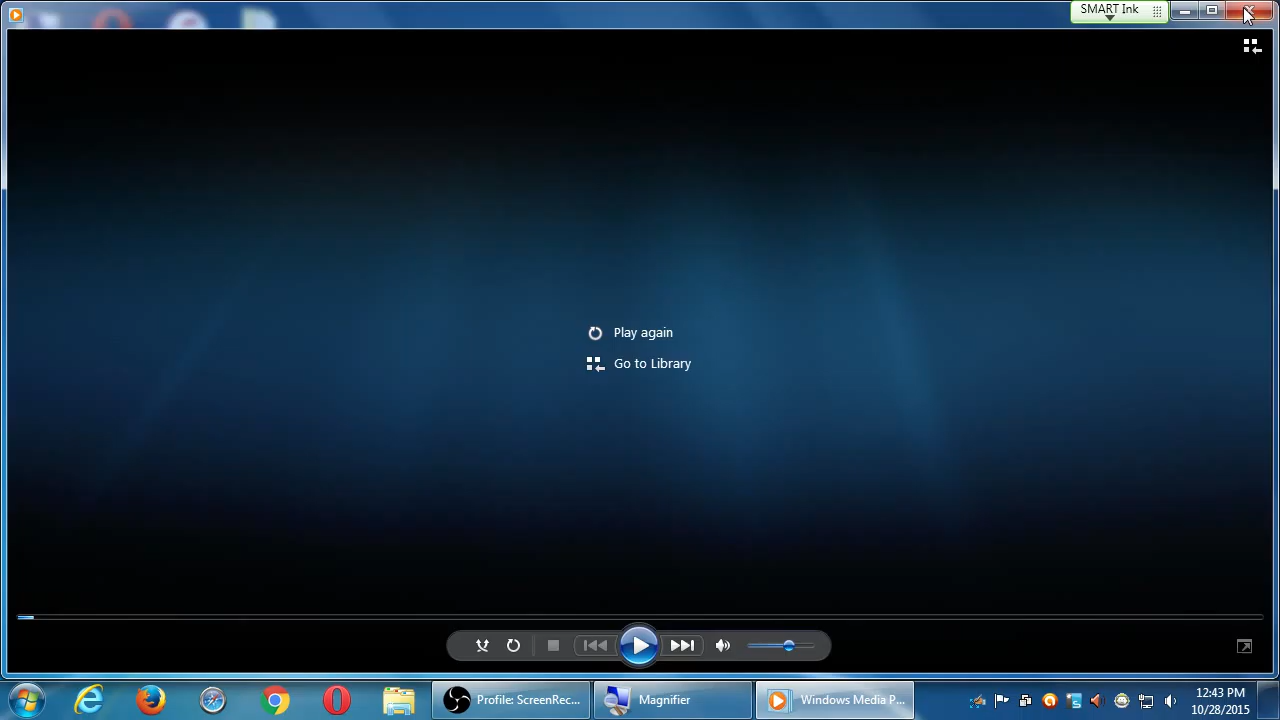 SMART Ink
Play again
Go to Library
Profile: ScreenRec...
Magnifier
Windows Media P...
12:43 PM
10/28/2015